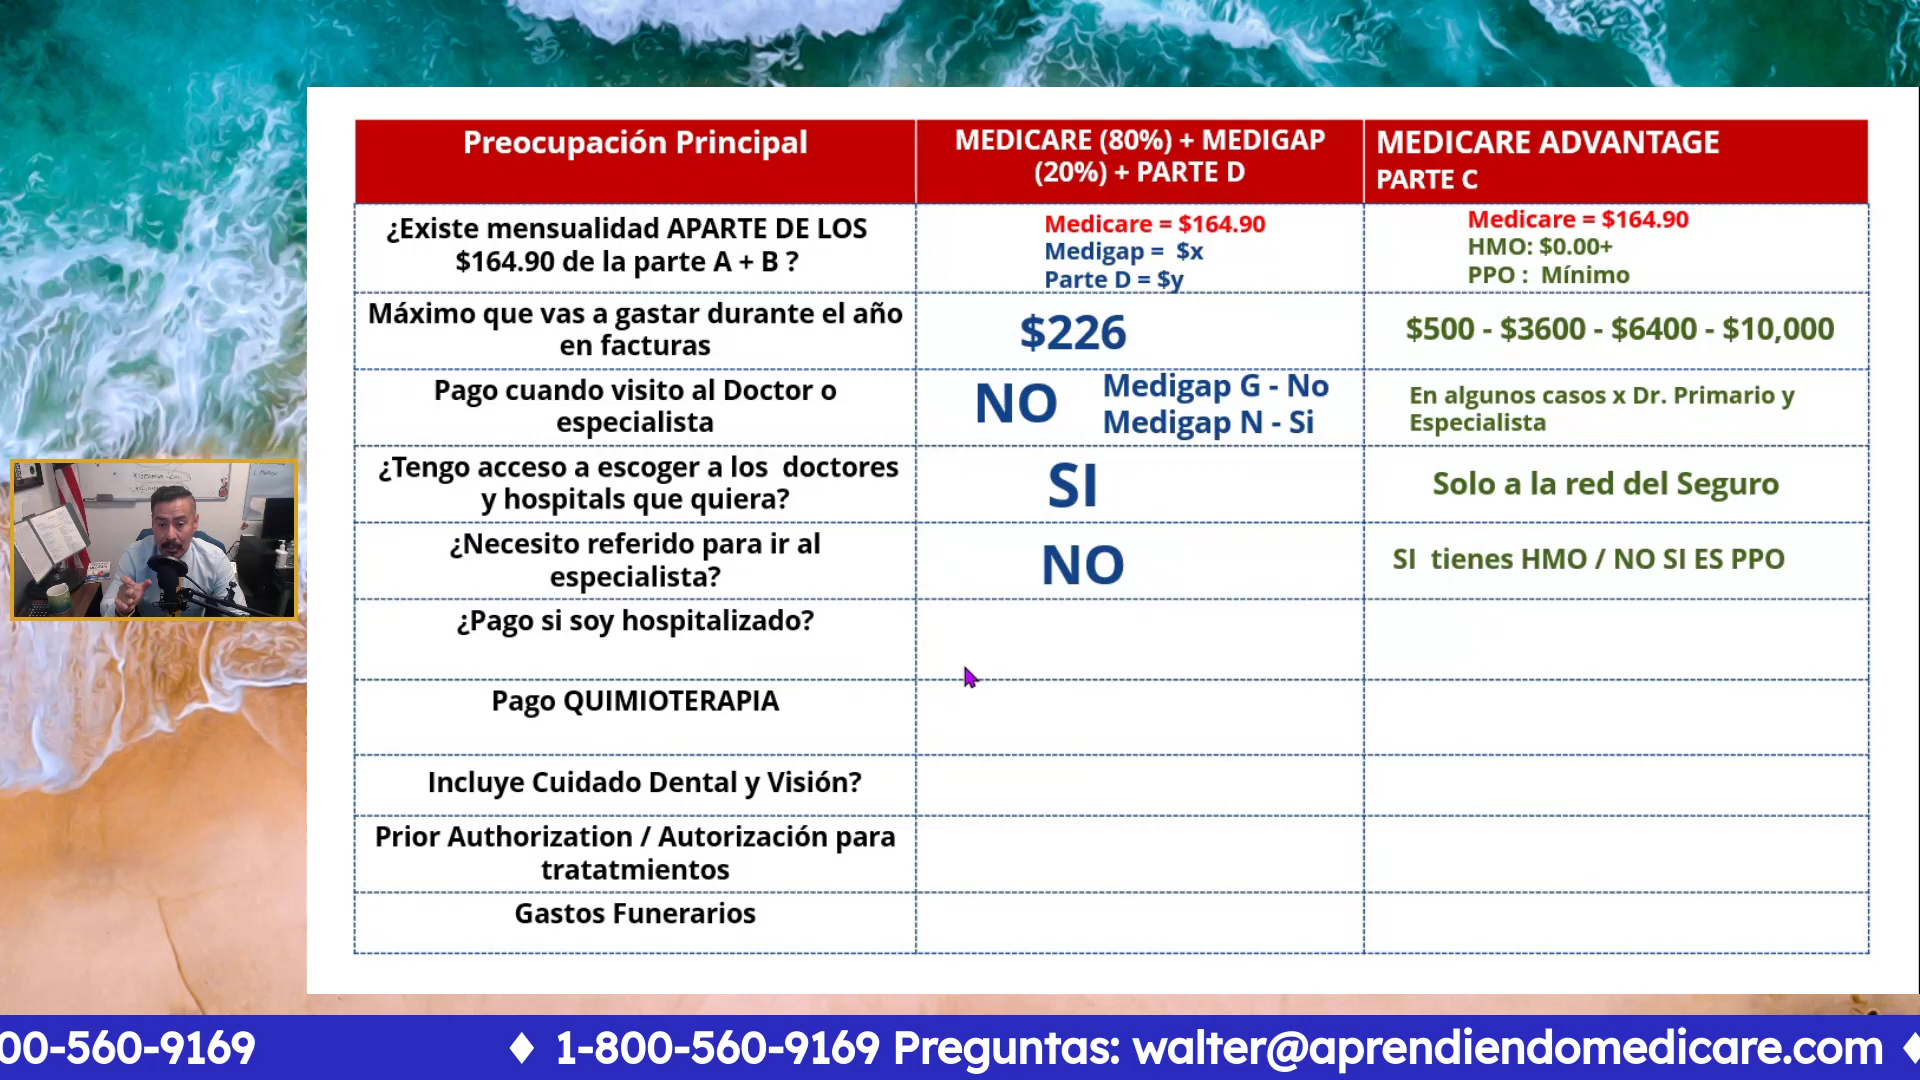 Preocupación Principal
MEDICARE (80%) + MEDIGAP
(20%) + PARTE D
MEDICARE ADVANTAGE
PARTE C
¿Existe mensualidad APARTE DE LOS
$164.90 de la parte A + B ?
Medicare = $164.90
Medigap = $x
Parte D = $y
Medicare = $164.90
HMO: $0.00+
PPO : Mínimo
Máximo que vas a gastar durante el año
en facturas
$226
$500 - $3600 - $6400 - $10,000
Pago cuando visito al Doctor o
especialista
NO
Medigap G - No
Medigap N - Si
En algunos casos x Dr. Primario y
Especialista
¿Tengo acceso a escoger a los doctores
y hospitals que quiera?
SI
Solo a la red del Seguro
¿Necesito referido para ir al
especialista?
NO
SI tienes HMO / NO SI ES PPO
¿Pago si soy hospitalizado?
Pago QUIMIOTERAPIA
Incluye Cuidado Dental y Visión?
Prior Authorization / Autorización para
tratatmientos
Gastos Funerarios
00-560-9169 ♦ 1-800-560-9169 Preguntas: walter@aprendiendomedicare.com ♦